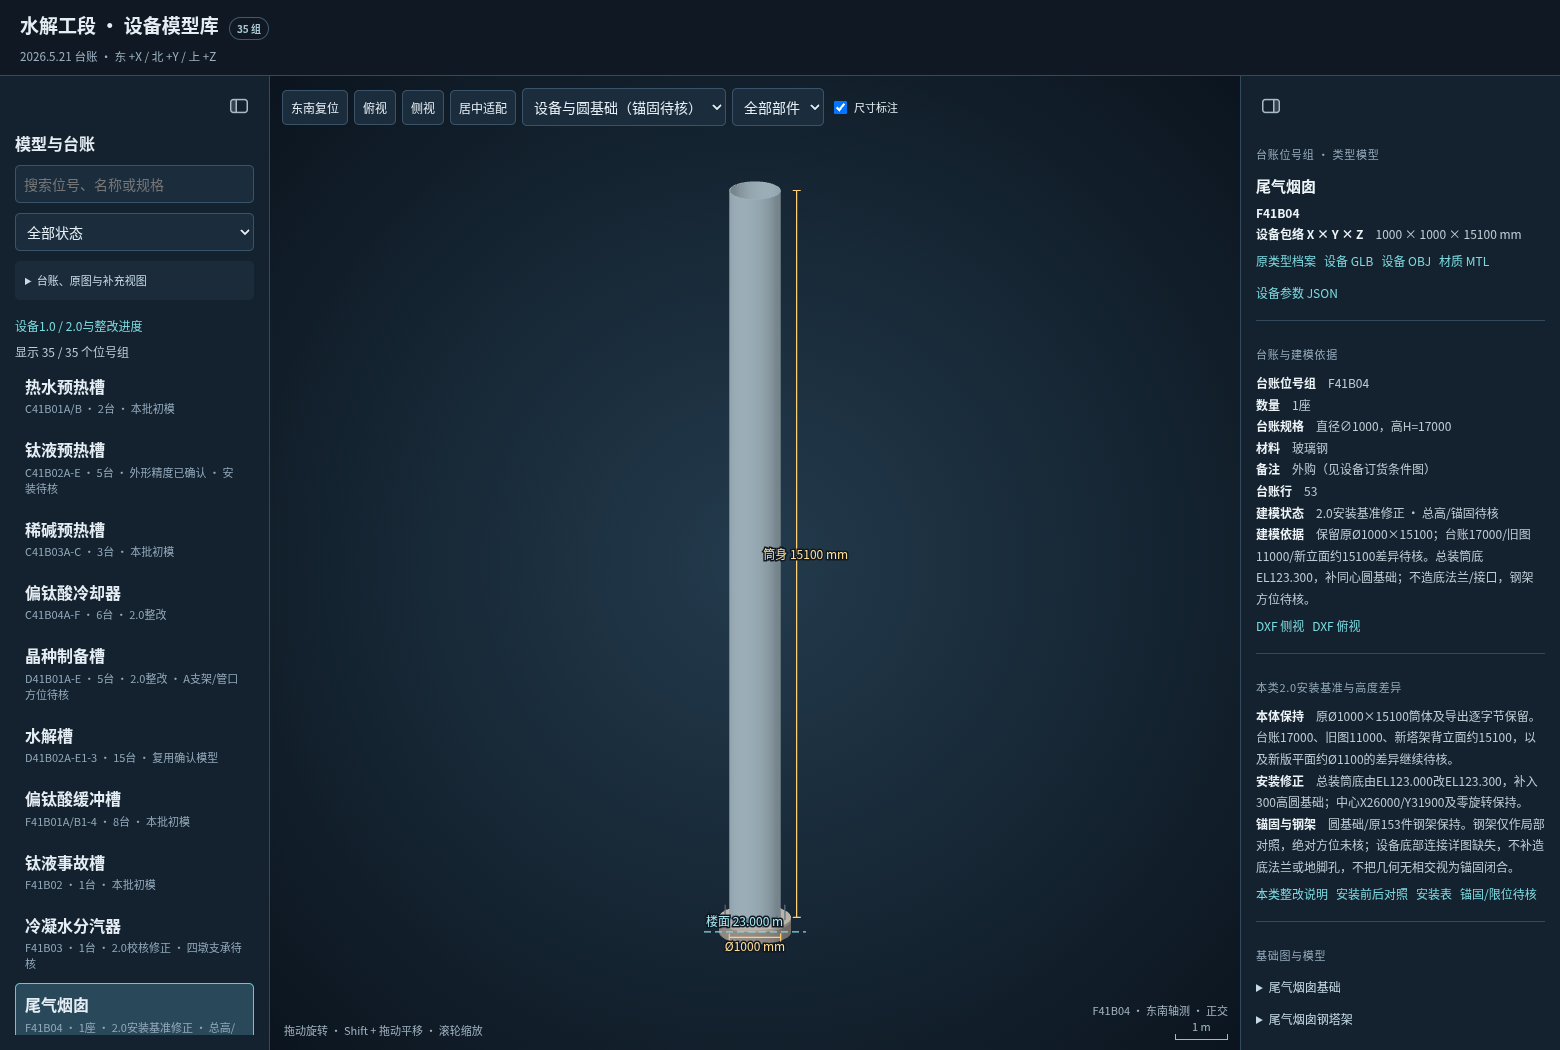 水解工段 · 设备模型库
35 组
2026.5.21 台账 · 东 +X / 北 +Y / 上 +Z
模型与台账
搜索位号、名称或规格
全部状态
▶ 台账、原图与补充视图
设备1.0 / 2.0与整改进度
显示 35 / 35 个位号组
热水预热槽
C41B01A/B · 2台 · 本批初模
钛液预热槽
C41B02A-E · 5台 · 外形精度已确认 · 安
装待核
稀碱预热槽
C41B03A-C · 3台 · 本批初模
偏钛酸冷却器
C41B04A-F · 6台 · 2.0整改
晶种制备槽
D41B01A-E · 5台 · 2.0整改 · A支架/管口
方位待核
水解槽
D41B02A-E1-3 · 15台 · 复用确认模型
偏钛酸缓冲槽
F41B01A/B1-4 · 8台 · 本批初模
钛液事故槽
F41B02 · 1台 · 本批初模
冷凝水分汽器
F41B03 · 1台 · 2.0校核修正 · 四墩支承待
核
尾气烟囱
F41B04 · 1座 · 2.0安装基准修正 · 总高/
东南复位
俯视
侧视
居中适配
设备与圆基础（锚固待核）
全部部件
尺寸标注
筒身 15100 mm
楼面 23.000 m
Ø1000 mm
拖动旋转 · Shift + 拖动平移 · 滚轮缩放
F41B04 · 东南轴测 · 正交
1 m
台账位号组 · 类型模型
尾气烟囱
F41B04
设备包络 X × Y × Z 1000 × 1000 × 15100 mm
原类型档案 设备 GLB 设备 OBJ 材质 MTL
设备参数 JSON
台账与建模依据
台账位号组 F41B04
数量 1座
台账规格 直径∅1000，高H=17000
材料 玻璃钢
备注 外购（见设备订货条件图）
台账行 53
建模状态 2.0安装基准修正 · 总高/锚固待核
建模依据 保留原Ø1000×15100；台账17000/旧图
11000/新立面约15100差异待核。总装筒底
EL123.300，补同心圆基础；不造底法兰/接口，钢架
方位待核。
DXF 侧视 DXF 俯视
本类2.0安装基准与高度差异
本体保持 原Ø1000×15100筒体及导出逐字节保留。
台账17000、旧图11000、新塔架背立面约15100，以
及新版平面约Ø1100的差异继续待核。
安装修正 总装筒底由EL123.000改EL123.300，补入
300高圆基础；中心X26000/Y31900及零旋转保持。
锚固与钢架 圆基础/原153件钢架保持。钢架仅作局部
对照，绝对方位未核；设备底部连接详图缺失，不补造
底法兰或地脚孔，不把几何无相交视为锚固闭合。
本类整改说明 安装前后对照 安装表 锚固/限位待核
基础图与模型
▶ 尾气烟囱基础
▶ 尾气烟囱钢塔架